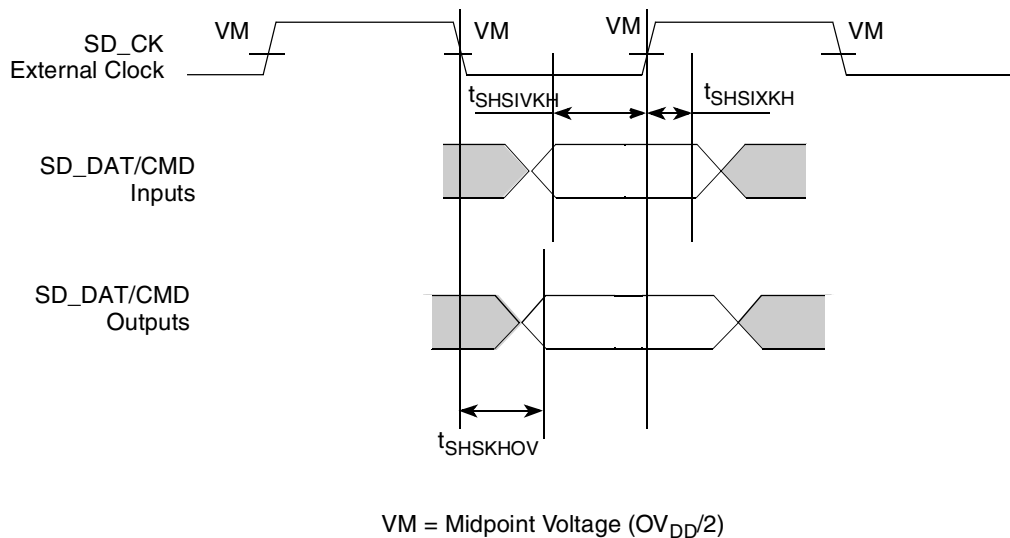 VM VM VM VM
SD_CK
External Clock
tSHSIVKH tSHSIXKH
SD_DAT/CMD
Inputs
SD_DAT/CMD
Outputs
tSHSKHOV
VM = Midpoint Voltage (OVDD/2)